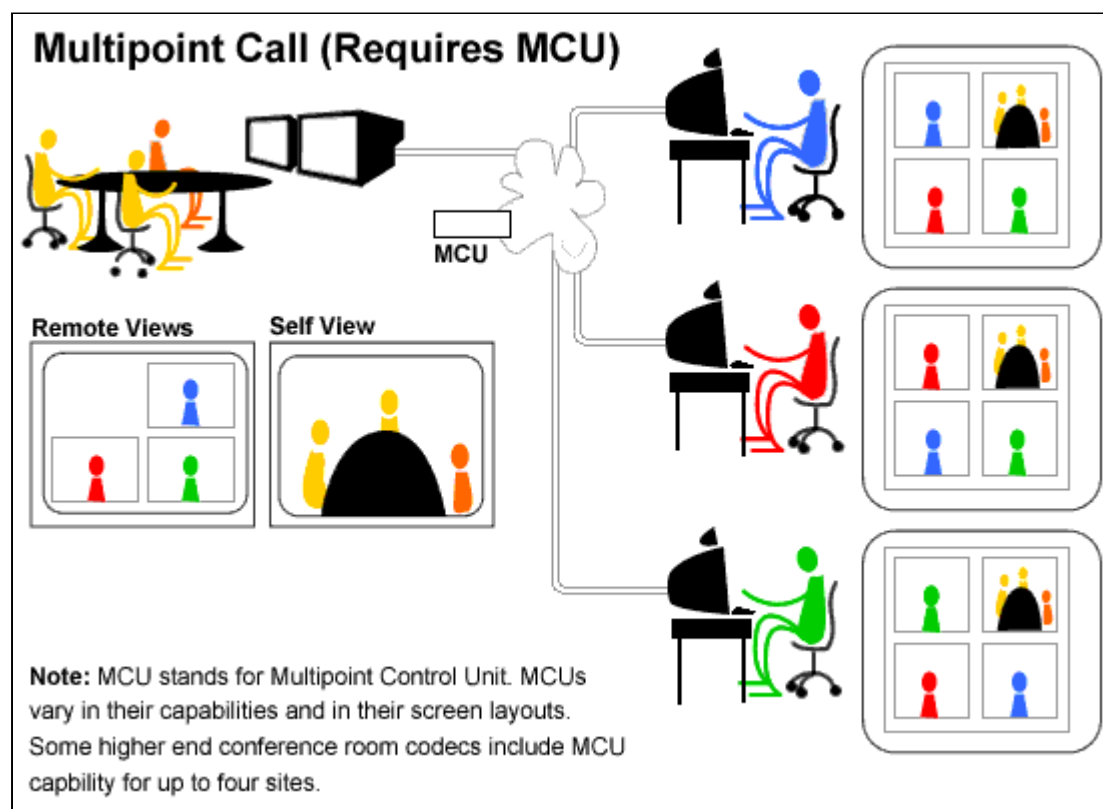 Multipoint Call (Requires MCU)
MCU
Remote Views
Self View
Note: MCU stands for Multipoint Control Unit. MCUs
vary in their capabilities and in their screen layouts.
Some higher end conference room codecs include MCU
capbility for up to four sites.